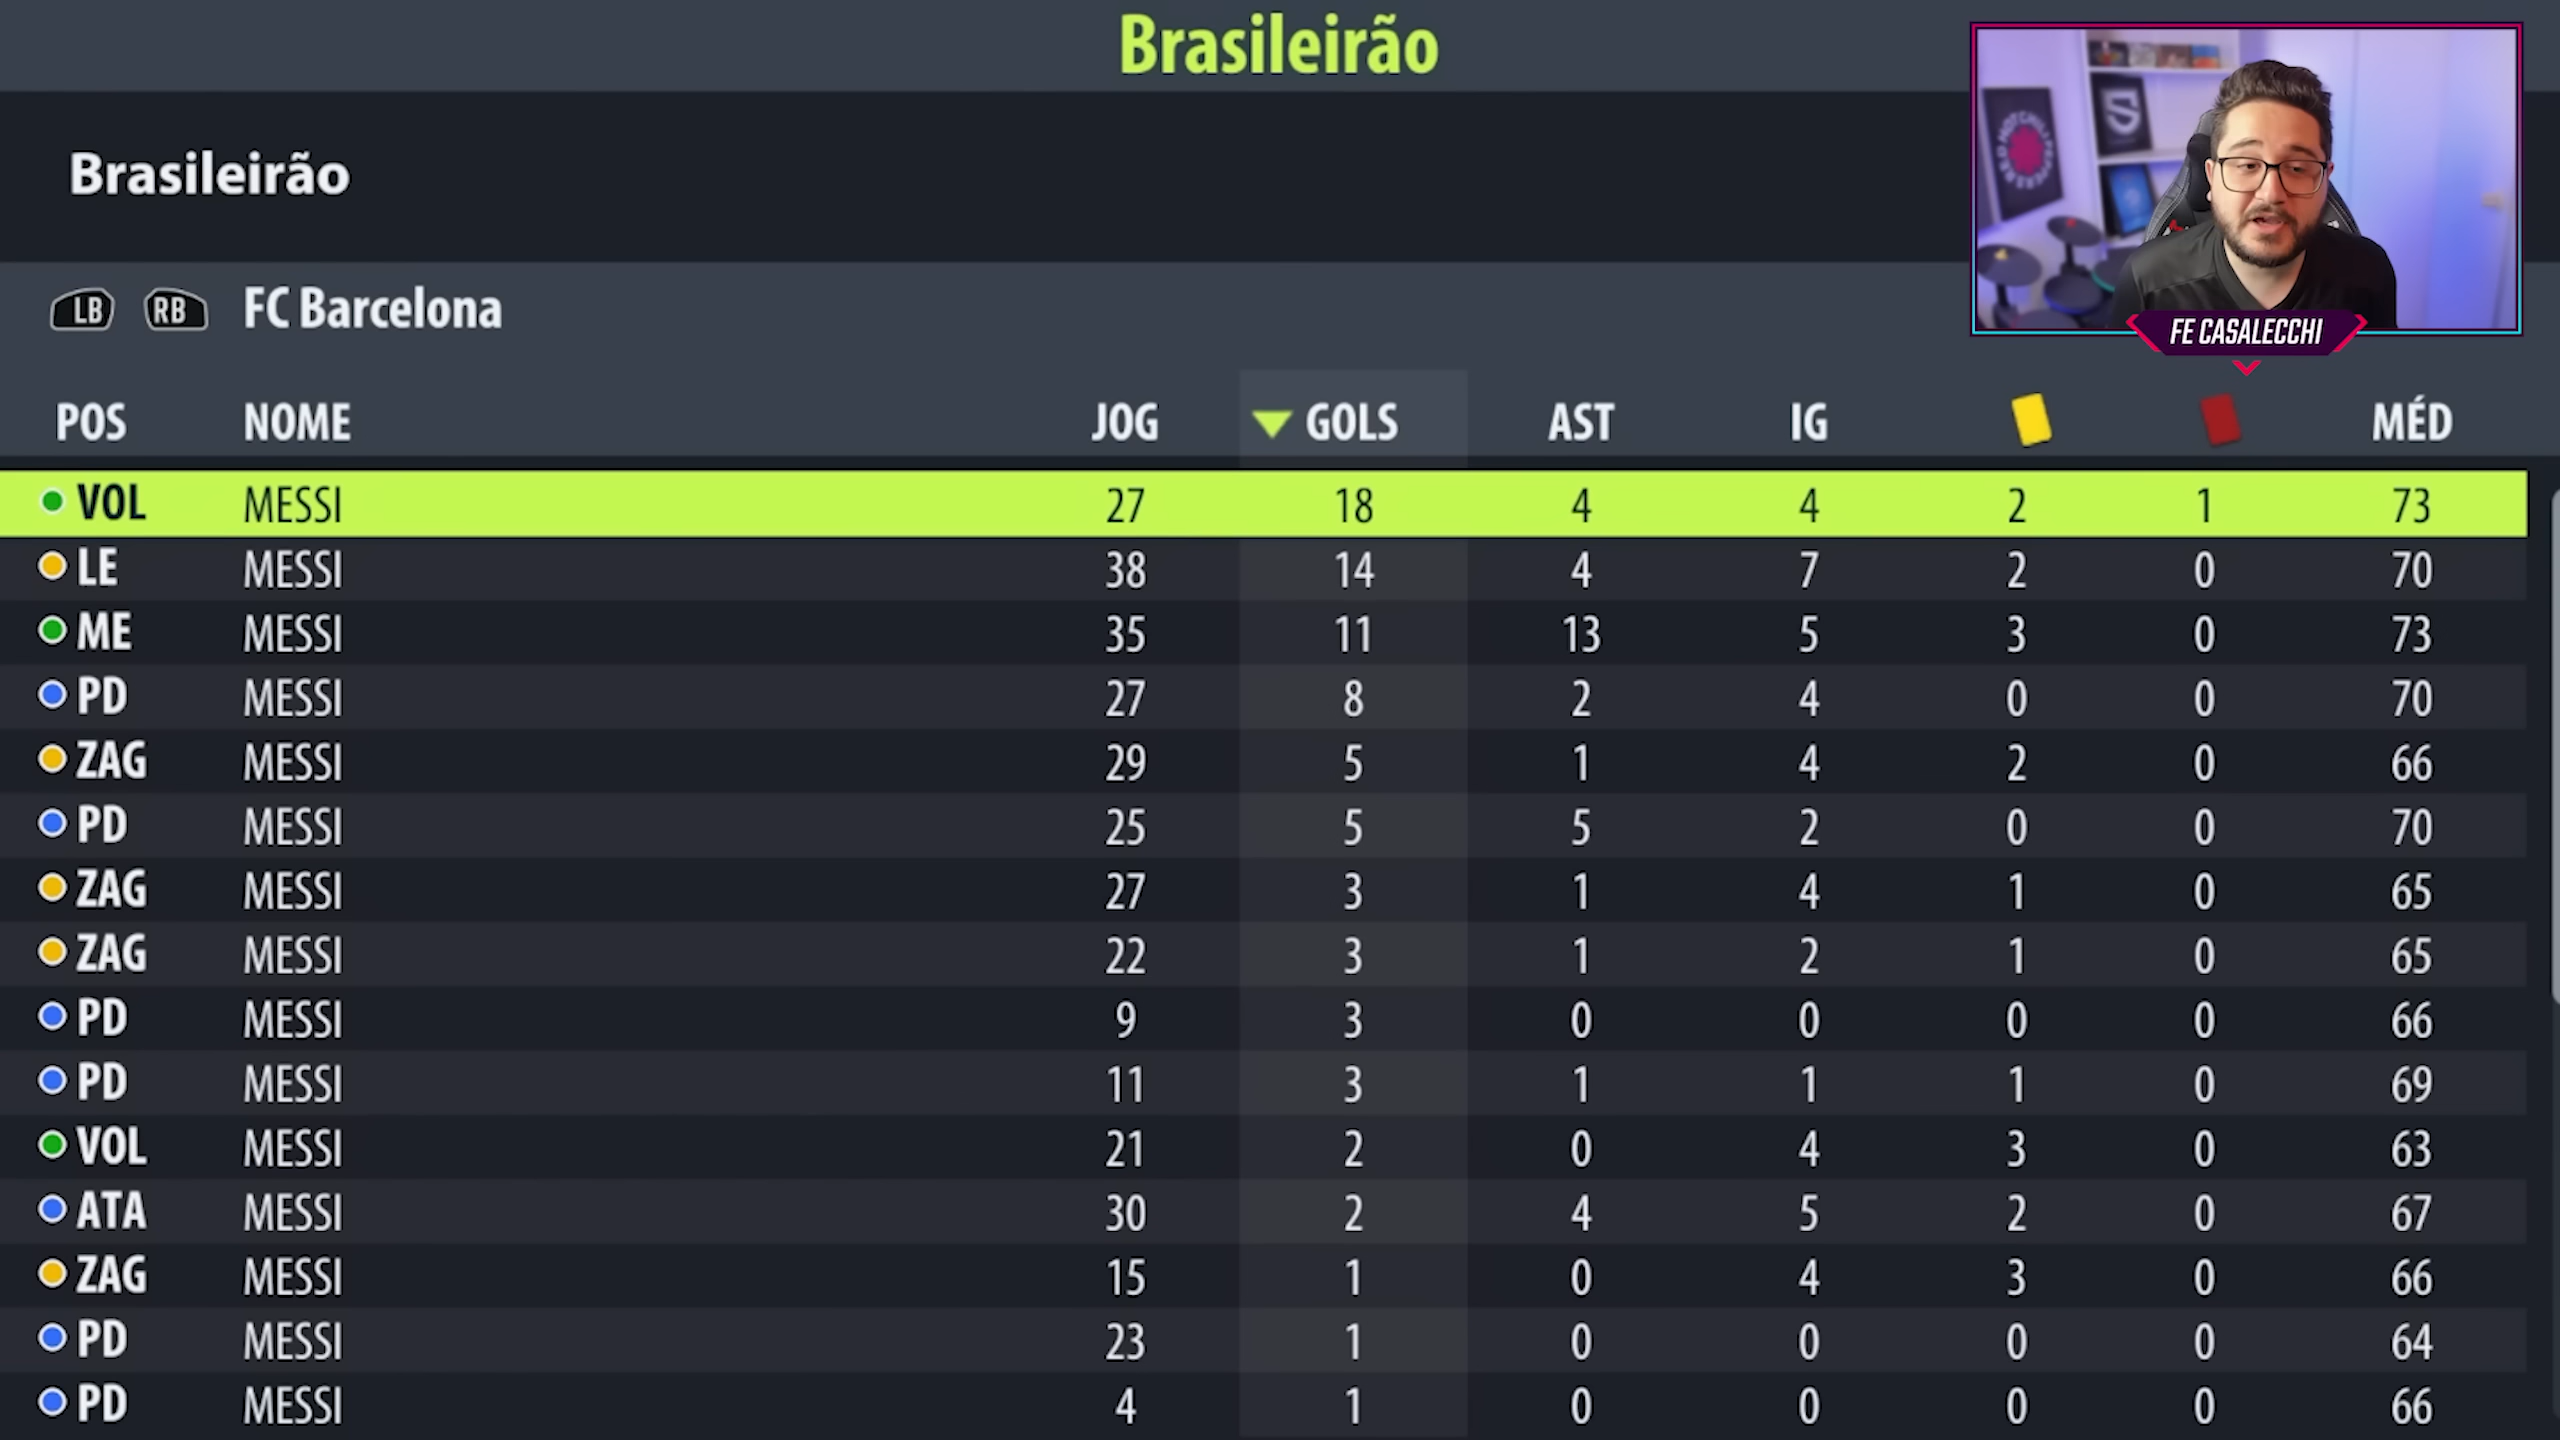 Brasileirão
Brasileirão
LB RB FC Barcelona
FE CASALECCHI
POS NOME JOG GOLS AST IG MÉD
VOL MESSI 27 18 4 4 2 1 73
LE MESSI 38 14 4 7 2 0 70
ME MESSI 35 11 13 5 3 0 73
PD MESSI 27 8 2 4 0 0 70
ZAG MESSI 29 5 1 4 2 0 66
PD MESSI 25 5 5 2 0 0 70
ZAG MESSI 27 3 1 4 1 0 65
ZAG MESSI 22 3 1 2 1 0 65
PD MESSI 9 3 0 0 0 0 66
PD MESSI 11 3 1 1 1 0 69
VOL MESSI 21 2 0 4 3 0 63
ATA MESSI 30 2 4 5 2 0 67
ZAG MESSI 15 1 0 4 3 0 66
PD MESSI 23 1 0 0 0 0 64
PD MESSI 4 1 0 0 0 0 66